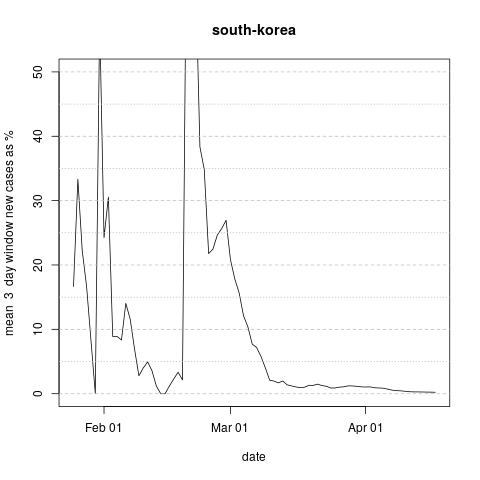 south-korea
mean 3 day window new cases as %
50
40
30
20
10
0
Feb 01
Mar 01
Apr 01
date